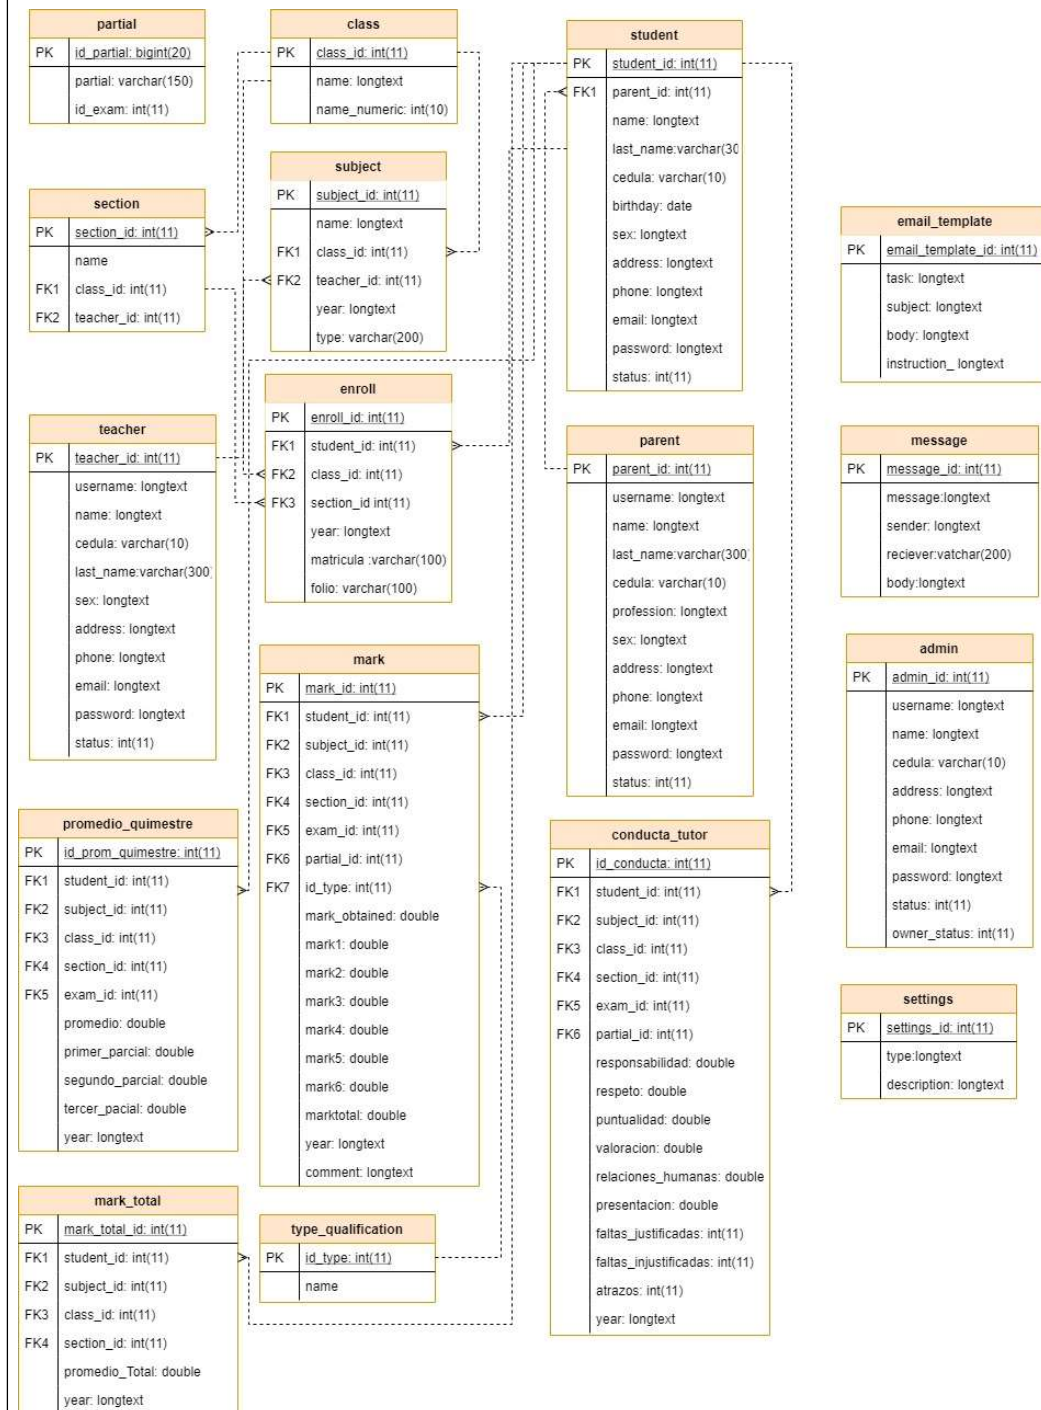 partial
PK id_partial: bigint(20)
partial: varchar(150)
id_exam: int(11)
class
PK class_id: int(11)
name: longtext
name_numeric: int(10)
student
PK student_id: int(11)
FK1 parent_id: int(11)
name: longtext
last_name:varchar(30
cedula: varchar(10)
birthday: date
sex: longtext
address: longtext
phone: longtext
email: longtext
password: longtext
status: int(11)
subject
PK subject_id: int(11)
name: longtext
FK1 class_id: int(11)
FK2 teacher_id: int(11)
year: longtext
type: varchar(200)
section
PK section_id: int(11)
name
FK1 class_id: int(11)
FK2 teacher_id: int(11)
email_template
PK email_template_id: int(11)
task: longtext
subject: longtext
body: longtext
instruction_ longtext
enroll
PK enroll_id: int(11)
FK1 student_id: int(11)
FK2 class_id: int(11)
FK3 section_id int(11)
year: longtext
matricula :varchar(100)
folio: varchar(100)
teacher
PK teacher_id: int(11)
username: longtext
name: longtext
cedula: varchar(10)
last_name:varchar(300
sex: longtext
address: longtext
phone: longtext
email: longtext
password: longtext
status: int(11)
parent
PK parent_id: int(11)
username: longtext
name: longtext
last_name:varchar(300
cedula: varchar(10)
profession: longtext
sex: longtext
address: longtext
phone: longtext
email: longtext
password: longtext
status: int(11)
message
PK message_id: int(11)
message:longtext
sender: longtext
reciever:vatchar(200)
body:longtext
mark
PK mark_id: int(11)
FK1 student_id: int(11)
FK2 subject_id: int(11)
FK3 class_id: int(11)
FK4 section_id: int(11)
FK5 exam_id: int(11)
FK6 partial_id: int(11)
FK7 id_type: int(11)
mark_obtained: double
mark1: double
mark2: double
mark3: double
mark4: double
mark5: double
mark6: double
marktotal: double
year: longtext
comment: longtext
admin
PK admin_id: int(11)
username: longtext
name: longtext
cedula: varchar(10)
address: longtext
phone: longtext
email: longtext
password: longtext
status: int(11)
owner_status: int(11)
promedio_quimestre
PK id_prom_quimestre: int(11)
FK1 student_id: int(11)
FK2 subject_id: int(11)
FK3 class_id: int(11)
FK4 section_id: int(11)
FK5 exam_id: int(11)
promedio: double
primer_parcial: double
segundo_parcial: double
tercer_pacial: double
year: longtext
conducta_tutor
PK id_conducta: int(11)
FK1 student_id: int(11)
FK2 subject_id: int(11)
FK3 class_id: int(11)
FK4 section_id: int(11)
FK5 exam_id: int(11)
FK6 partial_id: int(11)
responsabilidad: double
respeto: double
puntualidad: double
valoracion: double
relaciones_humanas: double
presentacion: double
faltas_justificadas: int(11)
faltas_injustificadas: int(11)
atrazos: int(11)
year: longtext
settings
PK settings_id: int(11)
type:longtext
description: longtext
mark_total
PK mark_total_id: int(11)
FK1 student_id: int(11)
FK2 subject_id: int(11)
FK3 class_id: int(11)
FK4 section_id: int(11)
promedio_Total: double
year: longtext
type_qualification
PK id_type: int(11)
name